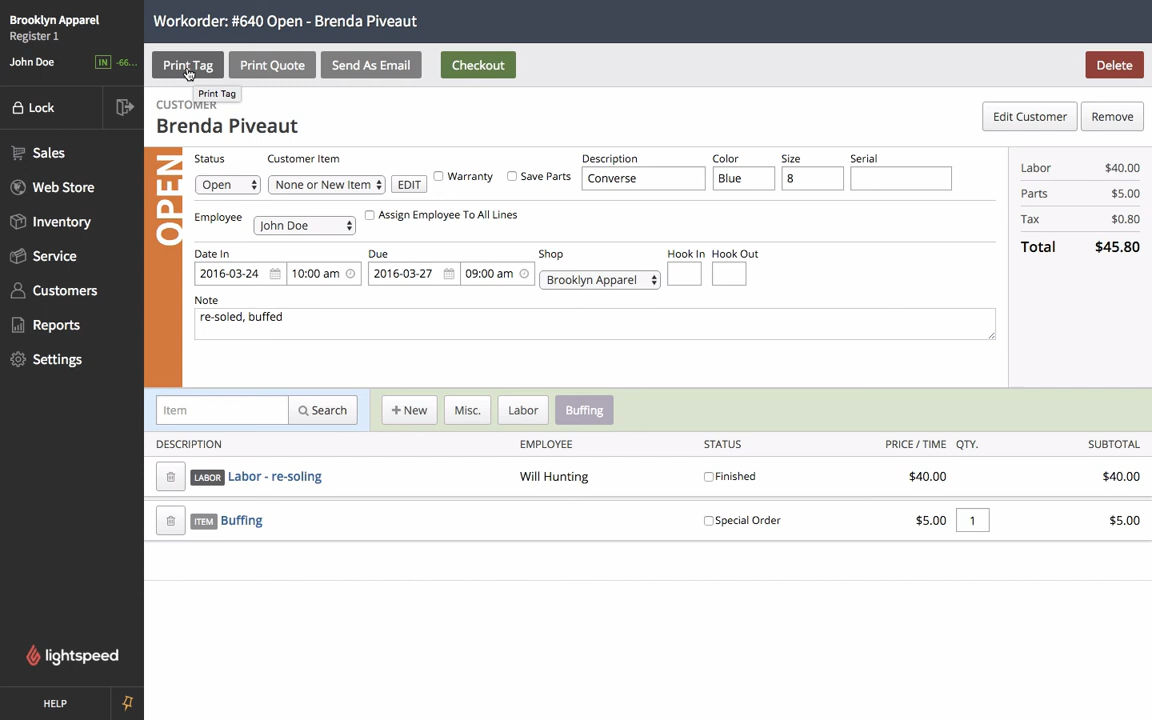 Brooklyn Apparel
Register 1
John Doe IN -66...
Lock
Sales
Web Store
Inventory
Service
Customers
Reports
Settings
lightspeed
HELP
Workorder: #640 Open - Brenda Piveaut
Print Tag Print Quote Send As Email Checkout Delete
Print Tag
CUSTOMER
Brenda Piveaut
Edit Customer Remove
OPEN
Status Customer Item Description Color Size Serial
Open None or New Item EDIT Warranty Save Parts Converse Blue 8
Employee John Doe Assign Employee To All Lines
Date In Due Shop Hook In Hook Out
2016-03-24 10:00 am 2016-03-27 09:00 am Brooklyn Apparel
Note
re-soled, buffed
Labor $40.00
Parts $5.00
Tax $0.80
Total $45.80
Item Search + New Misc. Labor Buffing
DESCRIPTION EMPLOYEE STATUS PRICE / TIME QTY. SUBTOTAL
LABOR Labor - re-soling Will Hunting Finished $40.00 $40.00
ITEM Buffing Special Order $5.00 1 $5.00